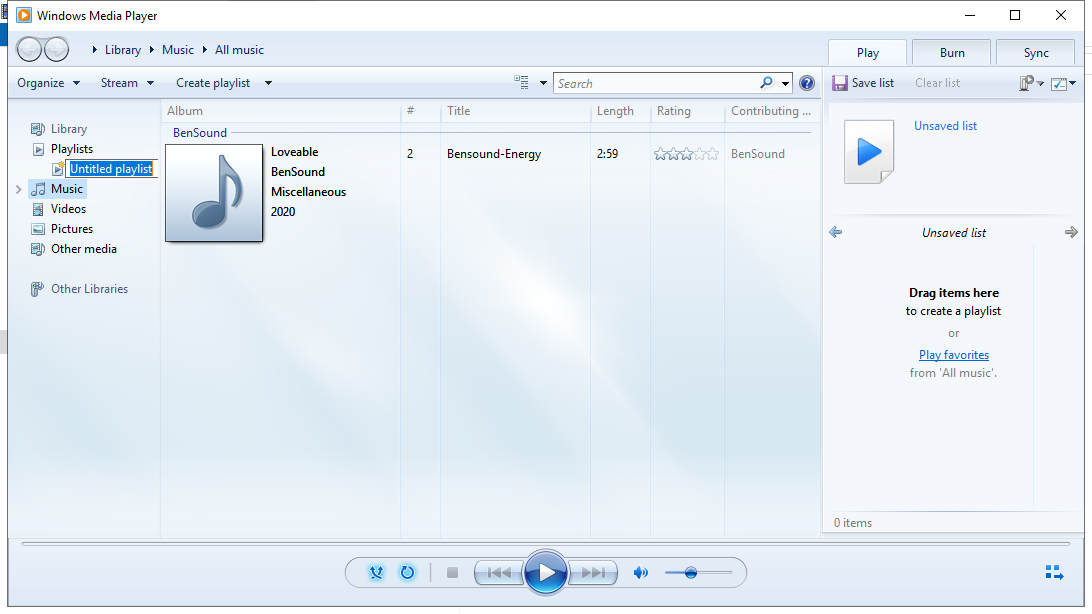 Windows Media Player
Library Music All music
Play Burn Sync
Organize Stream Create playlist Search Save list Clear list
Album # Title Length Rating Contributing ...
BenSound
Library
Playlists
Untitled playlist
Music
Videos
Pictures
Other media
Other Libraries
Loveable
BenSound
Miscellaneous
2020
2 Bensound-Energy 2:59 BenSound
Unsaved list
Unsaved list
Drag items here
to create a playlist
or
Play favorites
from 'All music'.
0 items